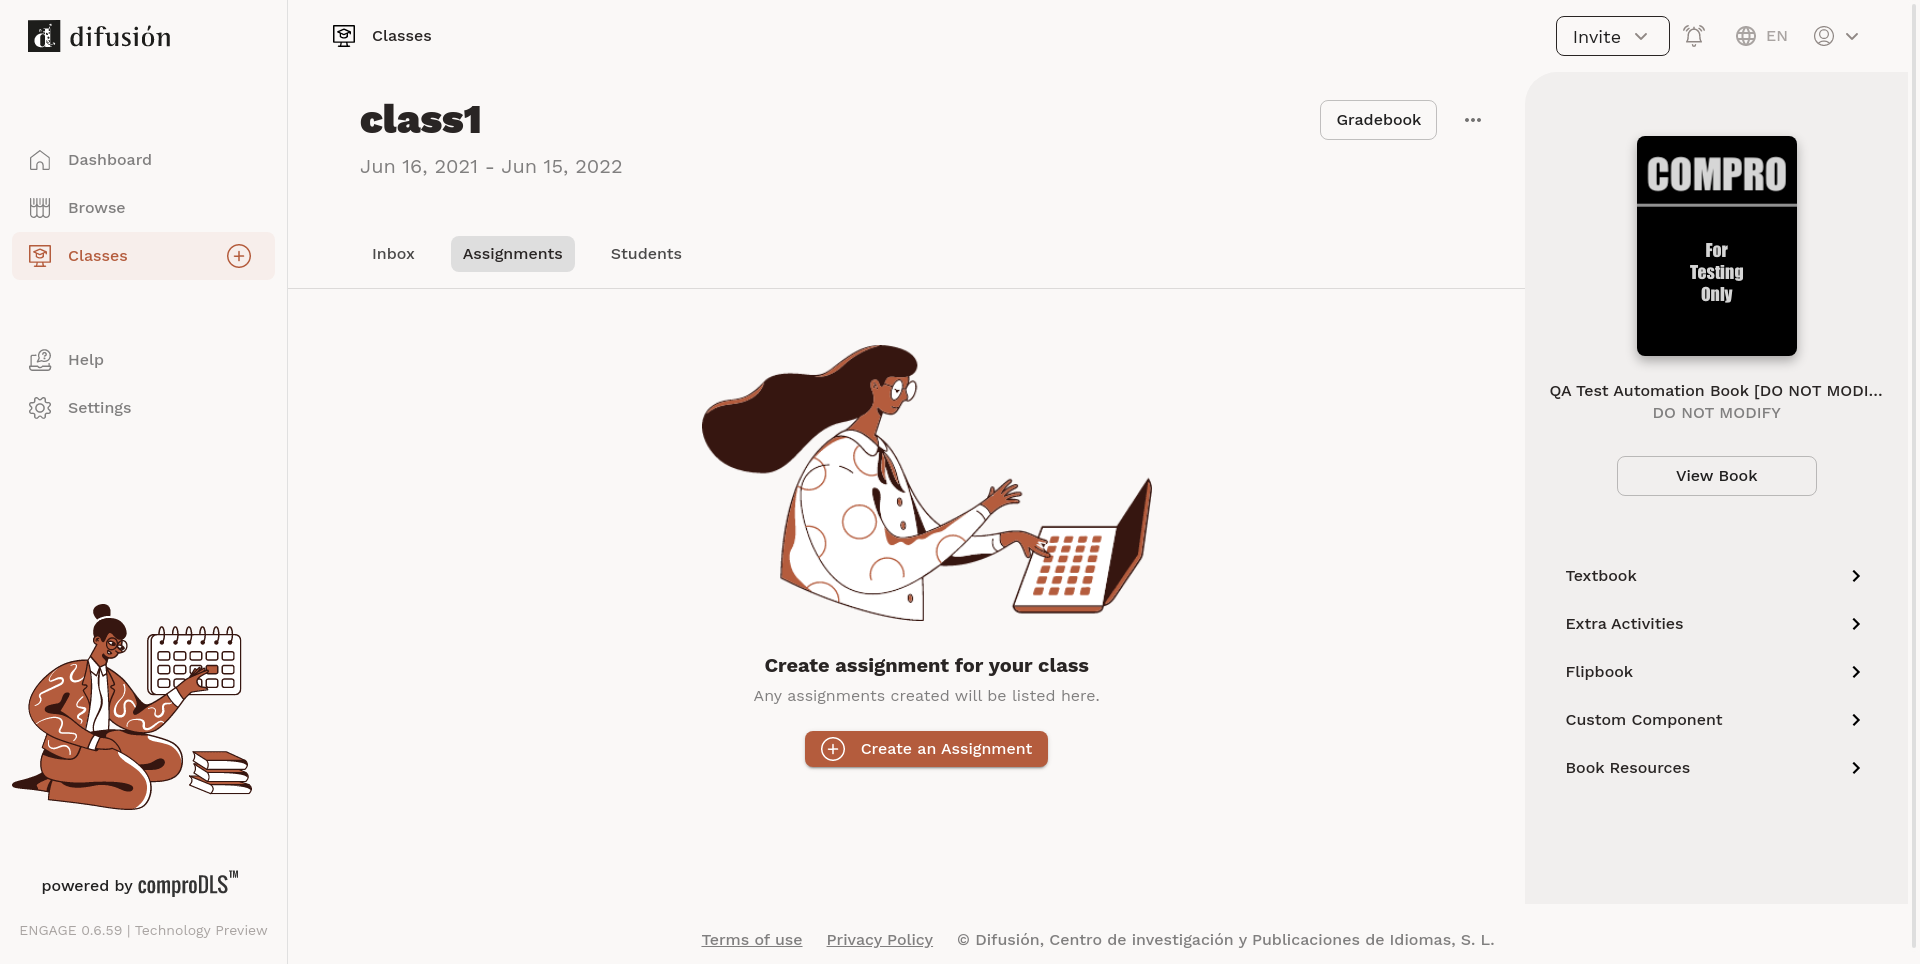 d difusión
Classes
Invite
EN
Dashboard
Browse
Classes
Help
Settings
powered by comproDLS™
ENGAGE 0.6.59 | Technology Preview
class1
Gradebook
Jun 16, 2021 - Jun 15, 2022
Inbox
Assignments
Students
Create assignment for your class
Any assignments created will be listed here.
Create an Assignment
COMPRO
For
Testing
Only
QA Test Automation Book [DO NOT MODI...
DO NOT MODIFY
View Book
Textbook
Extra Activities
Flipbook
Custom Component
Book Resources
Terms of use Privacy Policy © Difusión, Centro de investigación y Publicaciones de Idiomas, S. L.